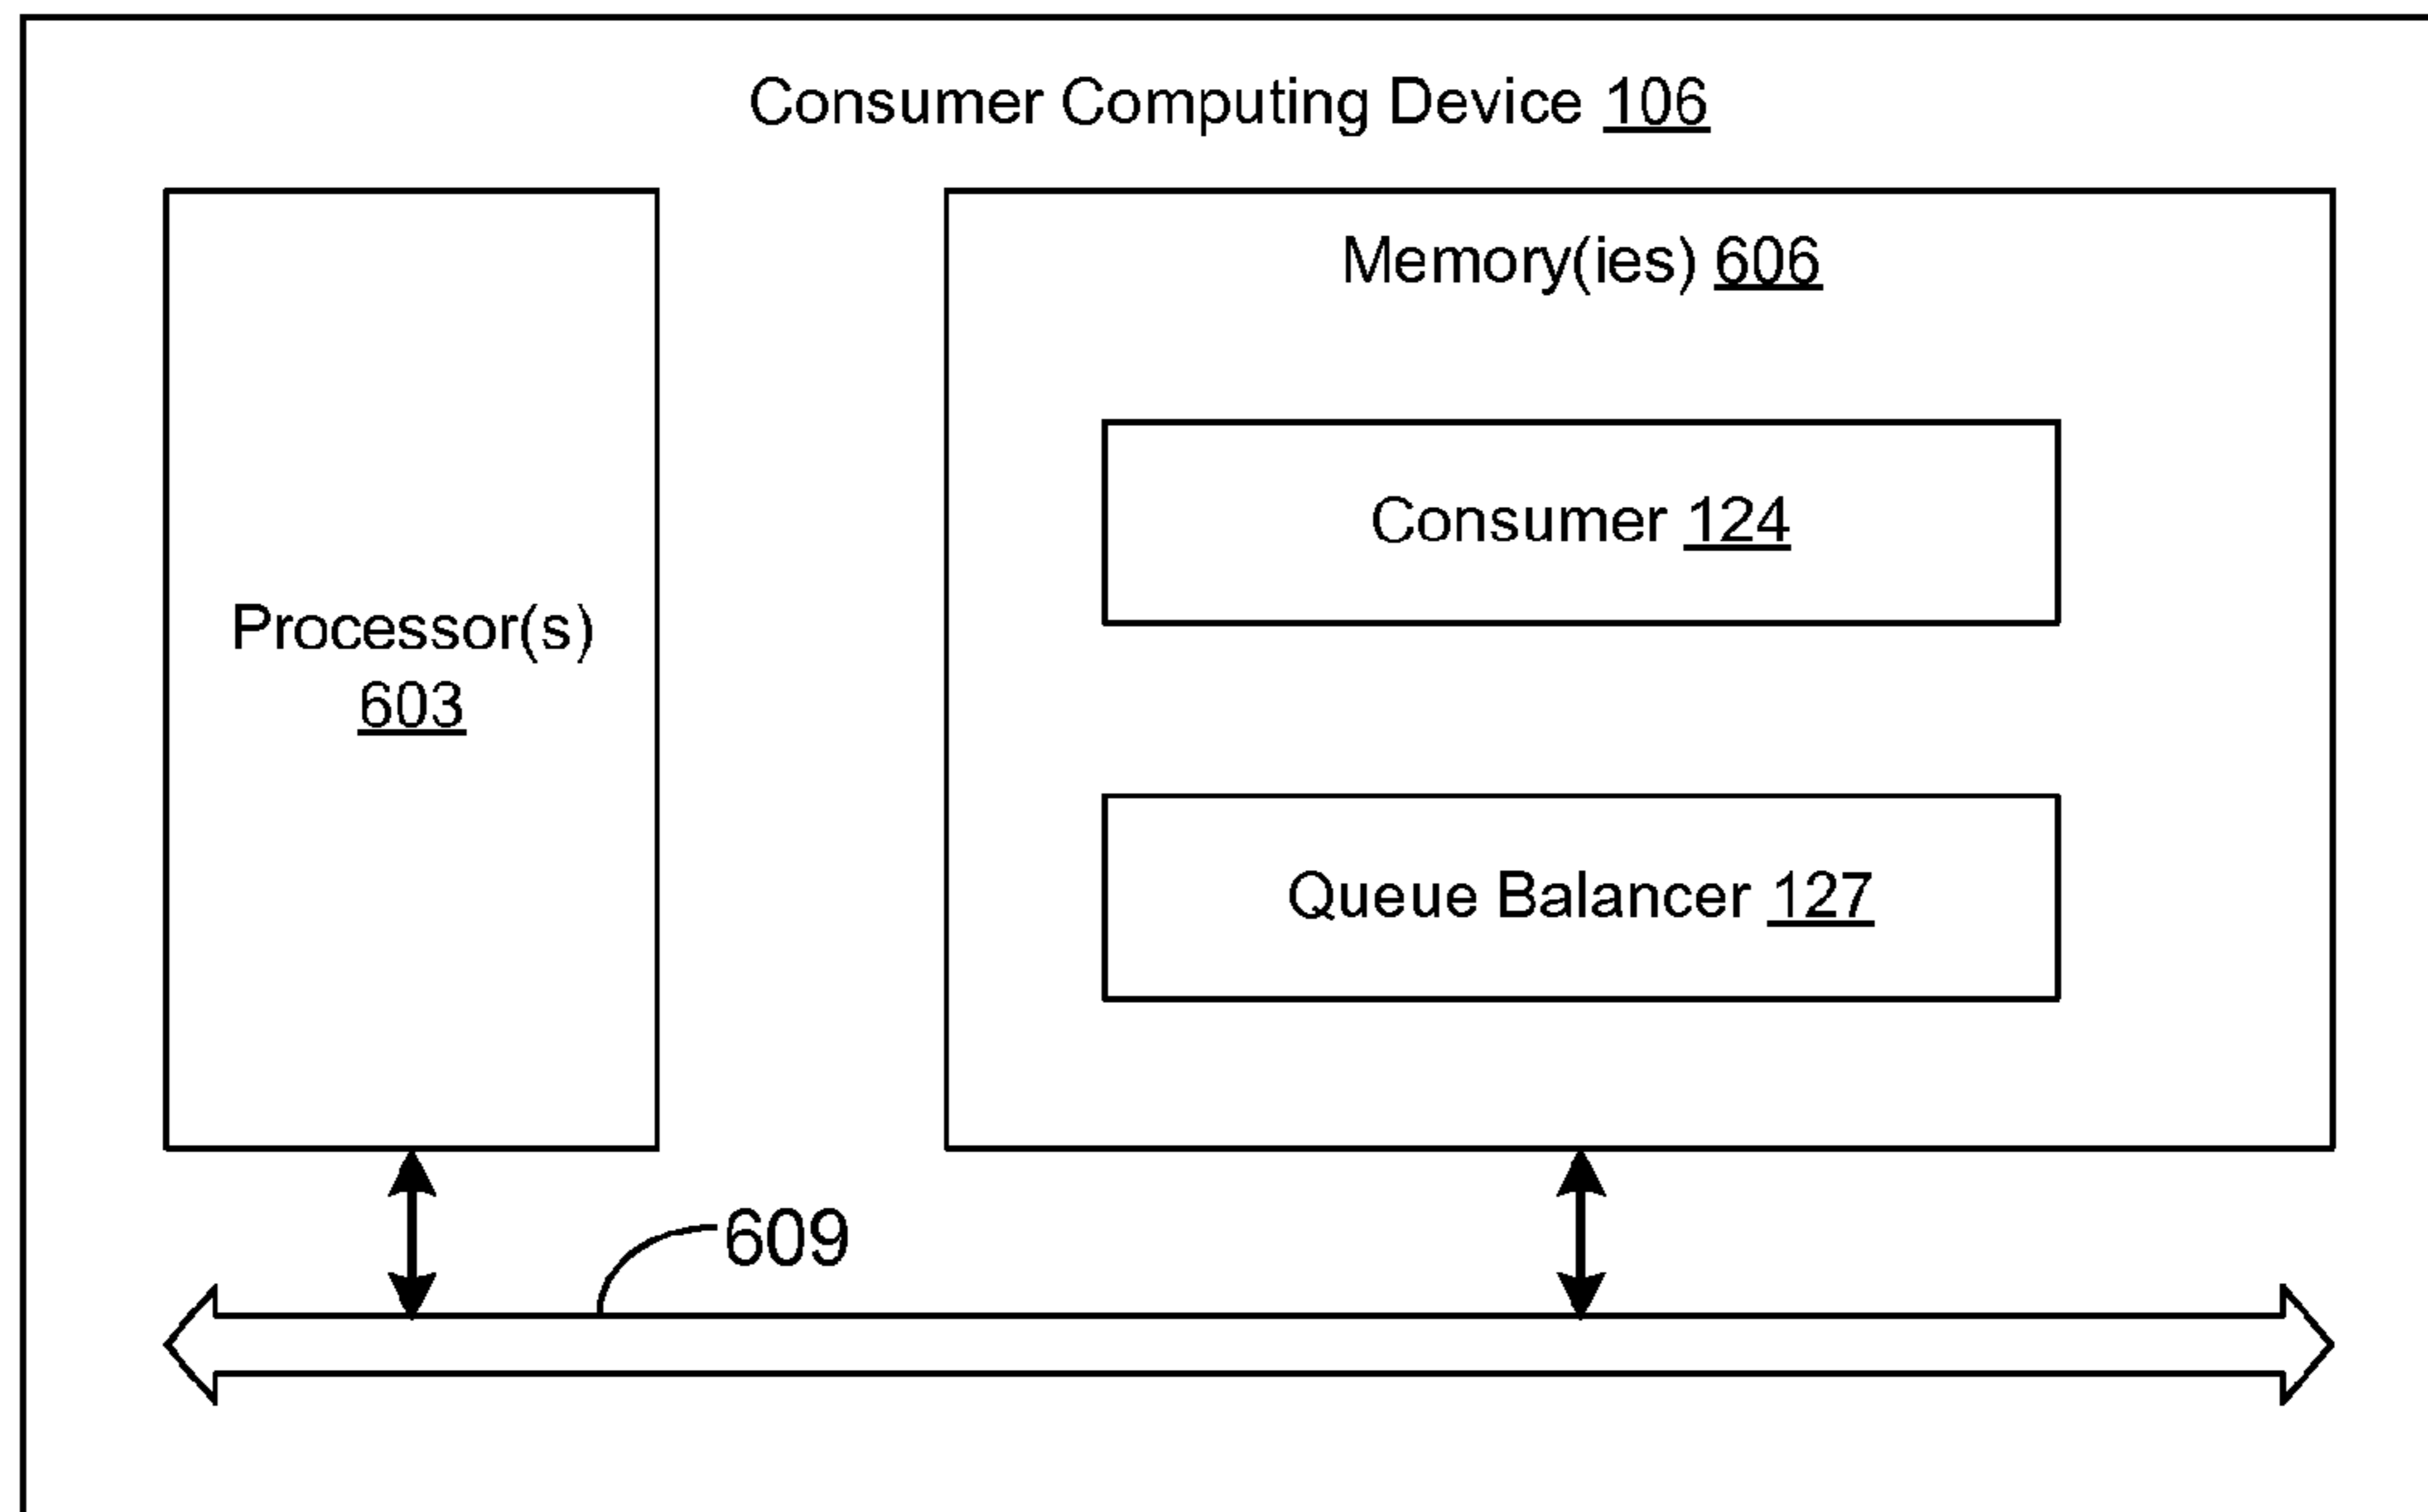 Consumer Computing Device 106
Memory(ies) 606
Consumer 124
Processor(s)
603
Queue Balancer 127
609